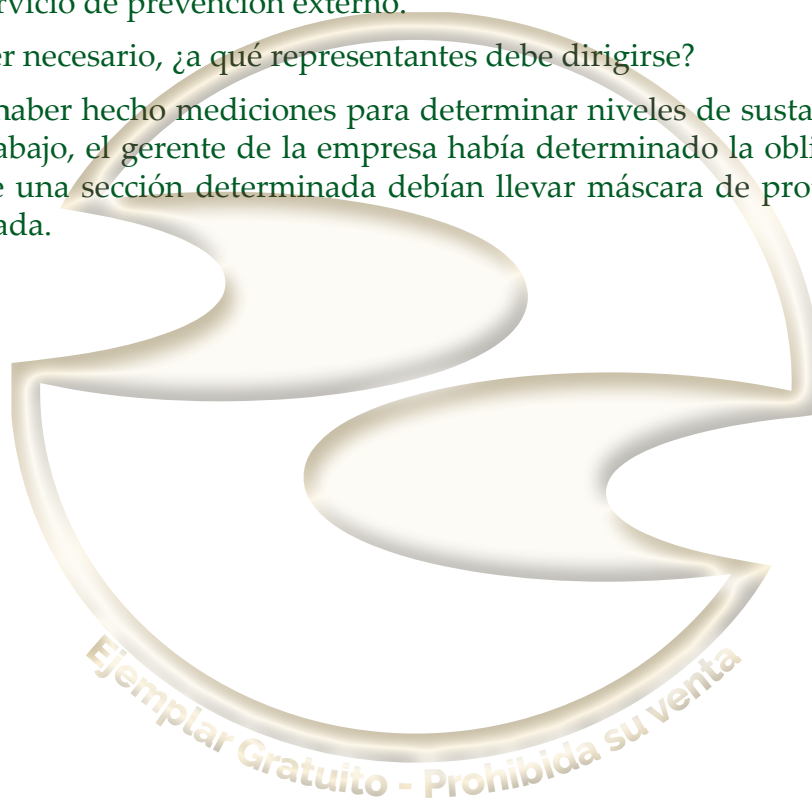 rvicio de prevención externo.
er necesario, ¿a qué representantes debe dirigirse?
haber hecho mediciones para determinar niveles de susta
abajo, el gerente de la empresa había determinado la obli
e una sección determinada debían llevar máscara de pro
ada.
Ejemplar Gratuito - Prohibida su venta